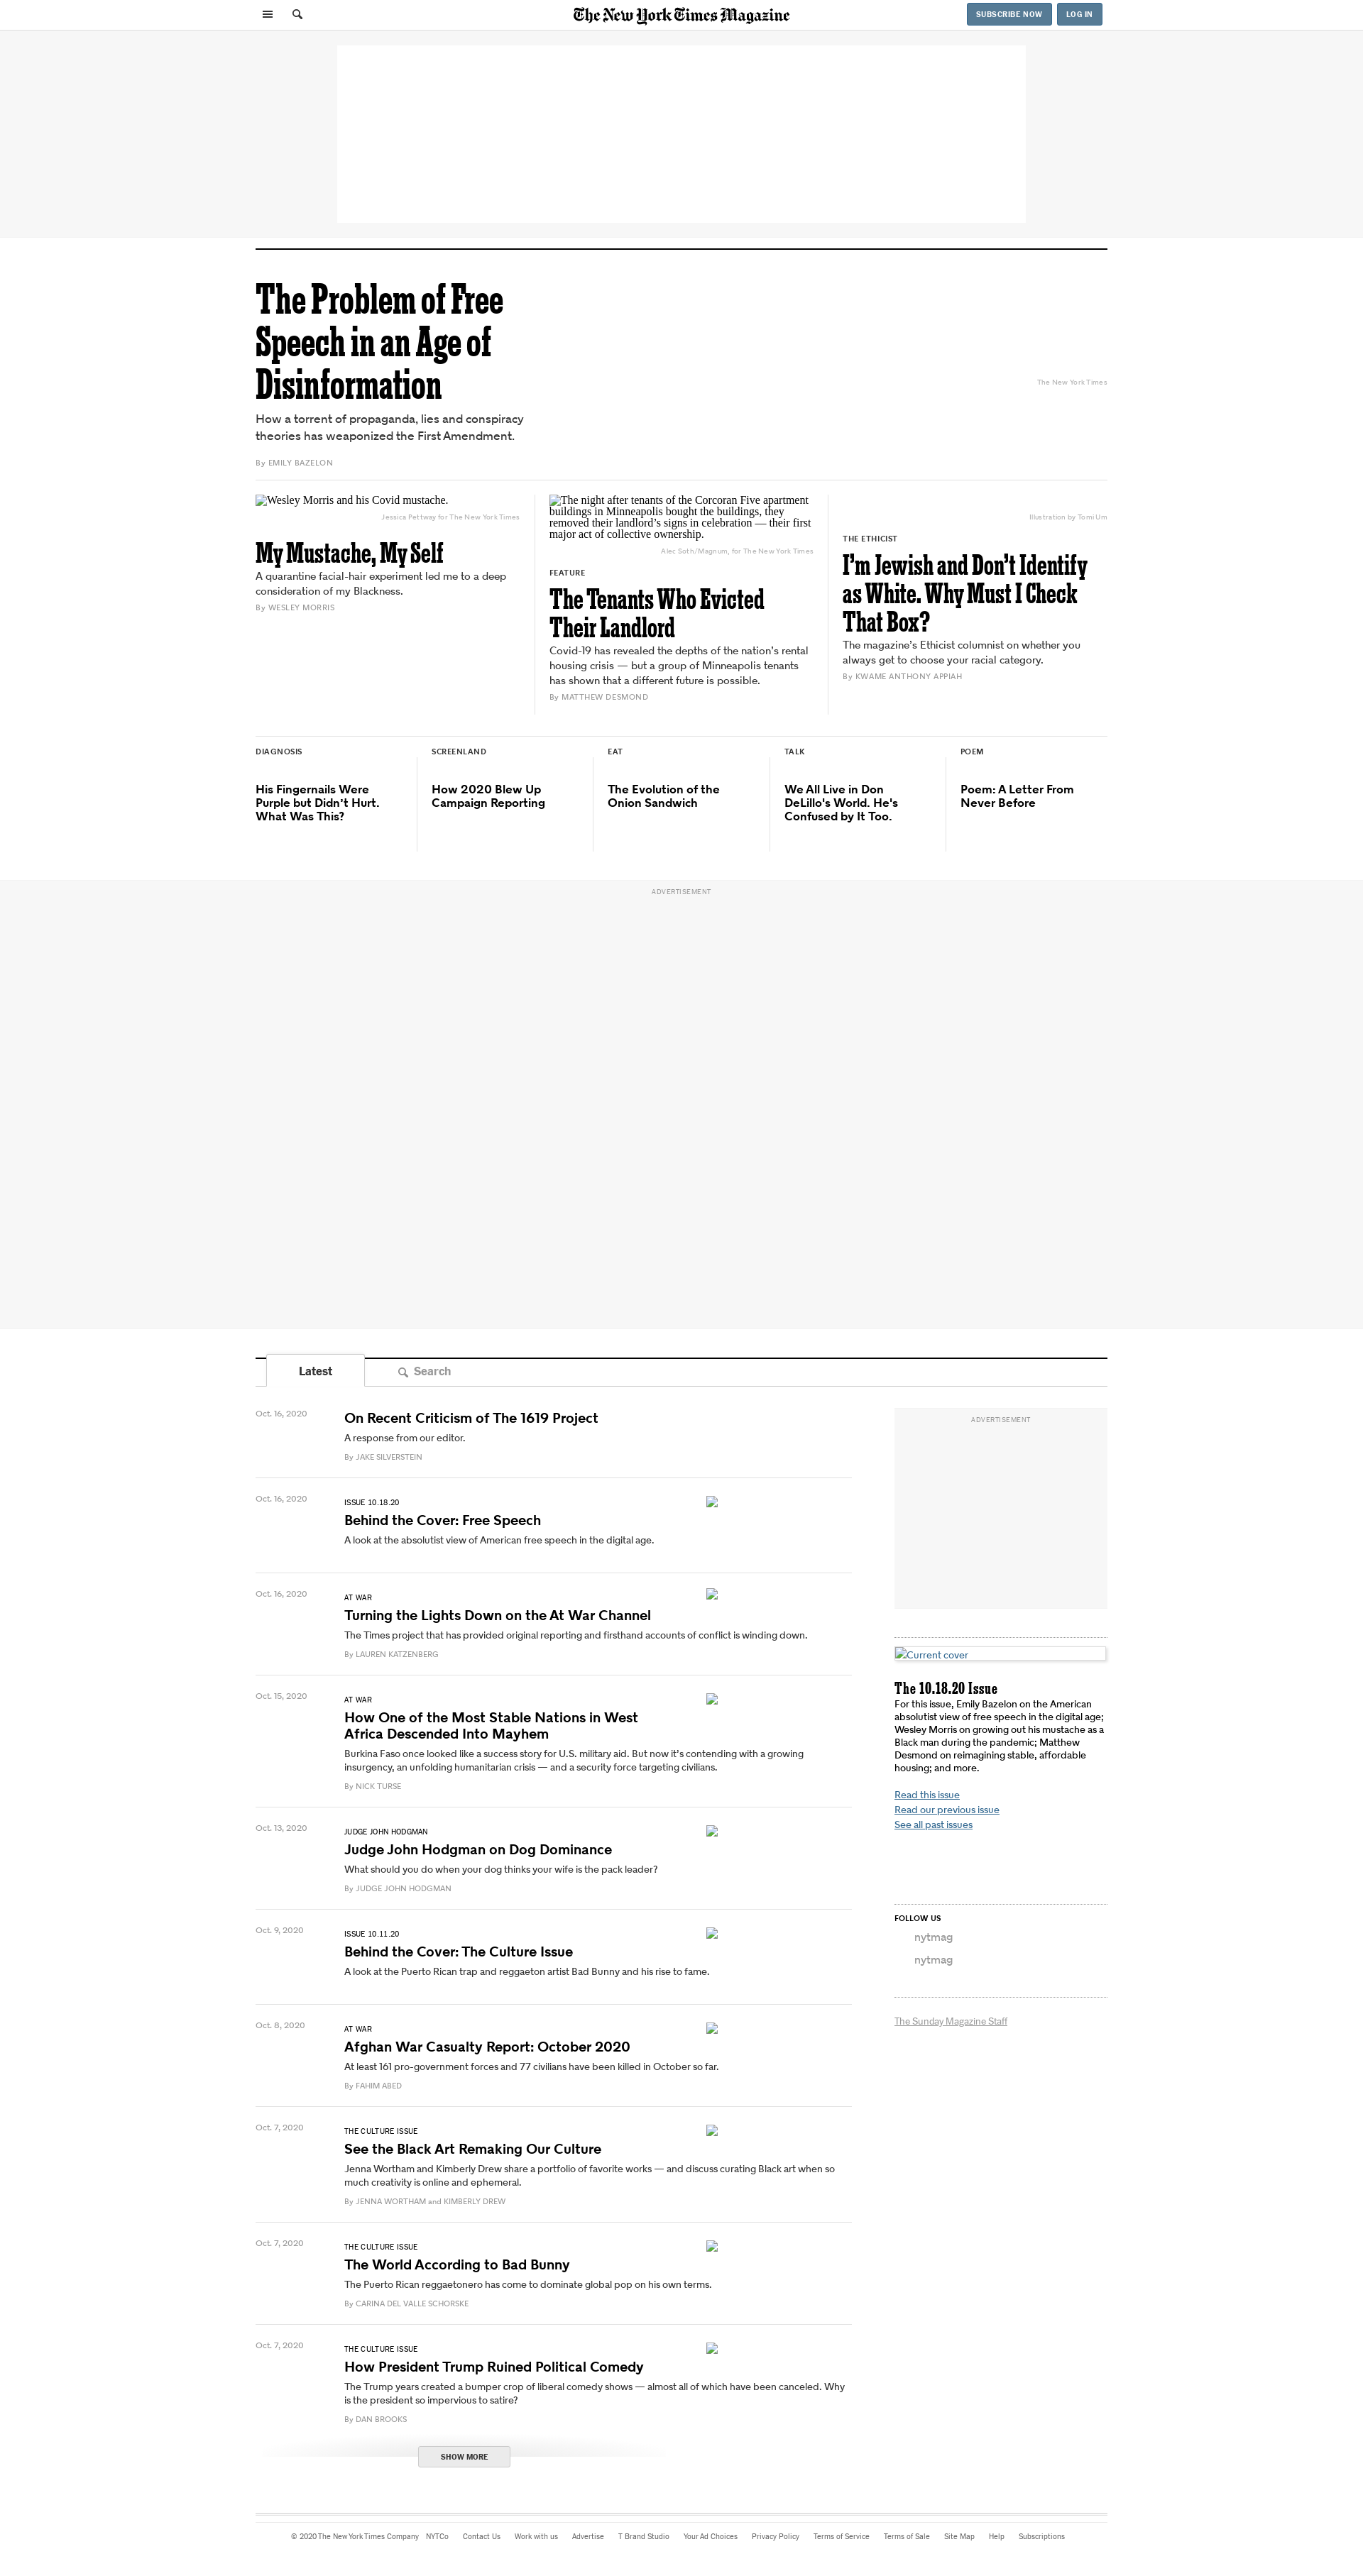 The New York Times Magazine
SUBSCRIBE NOW
LOG IN
The Problem of Free
Speech in an Age of
Disinformation
How a torrent of propaganda, lies and conspiracy
theories has weaponized the First Amendment.
By EMILY BAZELON
The New York Times
Wesley Morris and his Covid mustache.
Jessica Pettway for The New York Times
My Mustache, My Self
A quarantine facial-hair experiment led me to a deep
consideration of my Blackness.
By WESLEY MORRIS
The night after tenants of the Corcoran Five apartment
buildings in Minneapolis bought the buildings, they
removed their landlord’s signs in celebration — their first
major act of collective ownership.
Alec Soth/Magnum, for The New York Times
FEATURE
The Tenants Who Evicted
Their Landlord
Covid-19 has revealed the depths of the nation's rental
housing crisis — but a group of Minneapolis tenants
has shown that a different future is possible.
By MATTHEW DESMOND
Illustration by Tomi Um
THE ETHICIST
I’m Jewish and Don’t Identify
as White. Why Must I Check
That Box?
The magazine's Ethicist columnist on whether you
always get to choose your racial category.
By KWAME ANTHONY APPIAH
DIAGNOSIS
His Fingernails Were
Purple but Didn’t Hurt.
What Was This?
SCREENLAND
How 2020 Blew Up
Campaign Reporting
EAT
The Evolution of the
Onion Sandwich
TALK
We All Live in Don
DeLillo's World. He's
Confused by It Too.
POEM
Poem: A Letter From
Never Before
ADVERTISEMENT
Latest
Search
Oct. 16, 2020
On Recent Criticism of The 1619 Project
A response from our editor.
By JAKE SILVERSTEIN
Oct. 16, 2020
ISSUE 10.18.20
Behind the Cover: Free Speech
A look at the absolutist view of American free speech in the digital age.
Oct. 16, 2020
AT WAR
Turning the Lights Down on the At War Channel
The Times project that has provided original reporting and firsthand accounts of conflict is winding down.
By LAUREN KATZENBERG
Oct. 15, 2020
AT WAR
How One of the Most Stable Nations in West
Africa Descended Into Mayhem
Burkina Faso once looked like a success story for U.S. military aid. But now it's contending with a growing
insurgency, an unfolding humanitarian crisis — and a security force targeting civilians.
By NICK TURSE
Oct. 13, 2020
JUDGE JOHN HODGMAN
Judge John Hodgman on Dog Dominance
What should you do when your dog thinks your wife is the pack leader?
By JUDGE JOHN HODGMAN
Oct. 9, 2020
ISSUE 10.11.20
Behind the Cover: The Culture Issue
A look at the Puerto Rican trap and reggaeton artist Bad Bunny and his rise to fame.
Oct. 8, 2020
AT WAR
Afghan War Casualty Report: October 2020
At least 161 pro-government forces and 77 civilians have been killed in October so far.
By FAHIM ABED
Oct. 7, 2020
THE CULTURE ISSUE
See the Black Art Remaking Our Culture
Jenna Wortham and Kimberly Drew share a portfolio of favorite works — and discuss curating Black art when so
much creativity is online and ephemeral.
By JENNA WORTHAM and KIMBERLY DREW
Oct. 7, 2020
THE CULTURE ISSUE
The World According to Bad Bunny
The Puerto Rican reggaetonero has come to dominate global pop on his own terms.
By CARINA DEL VALLE SCHORSKE
Oct. 7, 2020
THE CULTURE ISSUE
How President Trump Ruined Political Comedy
The Trump years created a bumper crop of liberal comedy shows — almost all of which have been canceled. Why
is the president so impervious to satire?
By DAN BROOKS
SHOW MORE
ADVERTISEMENT
Current cover
The 10.18.20 Issue
For this issue, Emily Bazelon on the American
absolutist view of free speech in the digital age;
Wesley Morris on growing out his mustache as a
Black man during the pandemic; Matthew
Desmond on reimagining stable, affordable
housing; and more.
Read this issue
Read our previous issue
See all past issues
FOLLOW US
nytmag
nytmag
The Sunday Magazine Staff
© 2020 The New York Times Company NYTCo Contact Us Work with us Advertise T Brand Studio Your Ad Choices Privacy Policy Terms of Service Terms of Sale Site Map Help Subscriptions